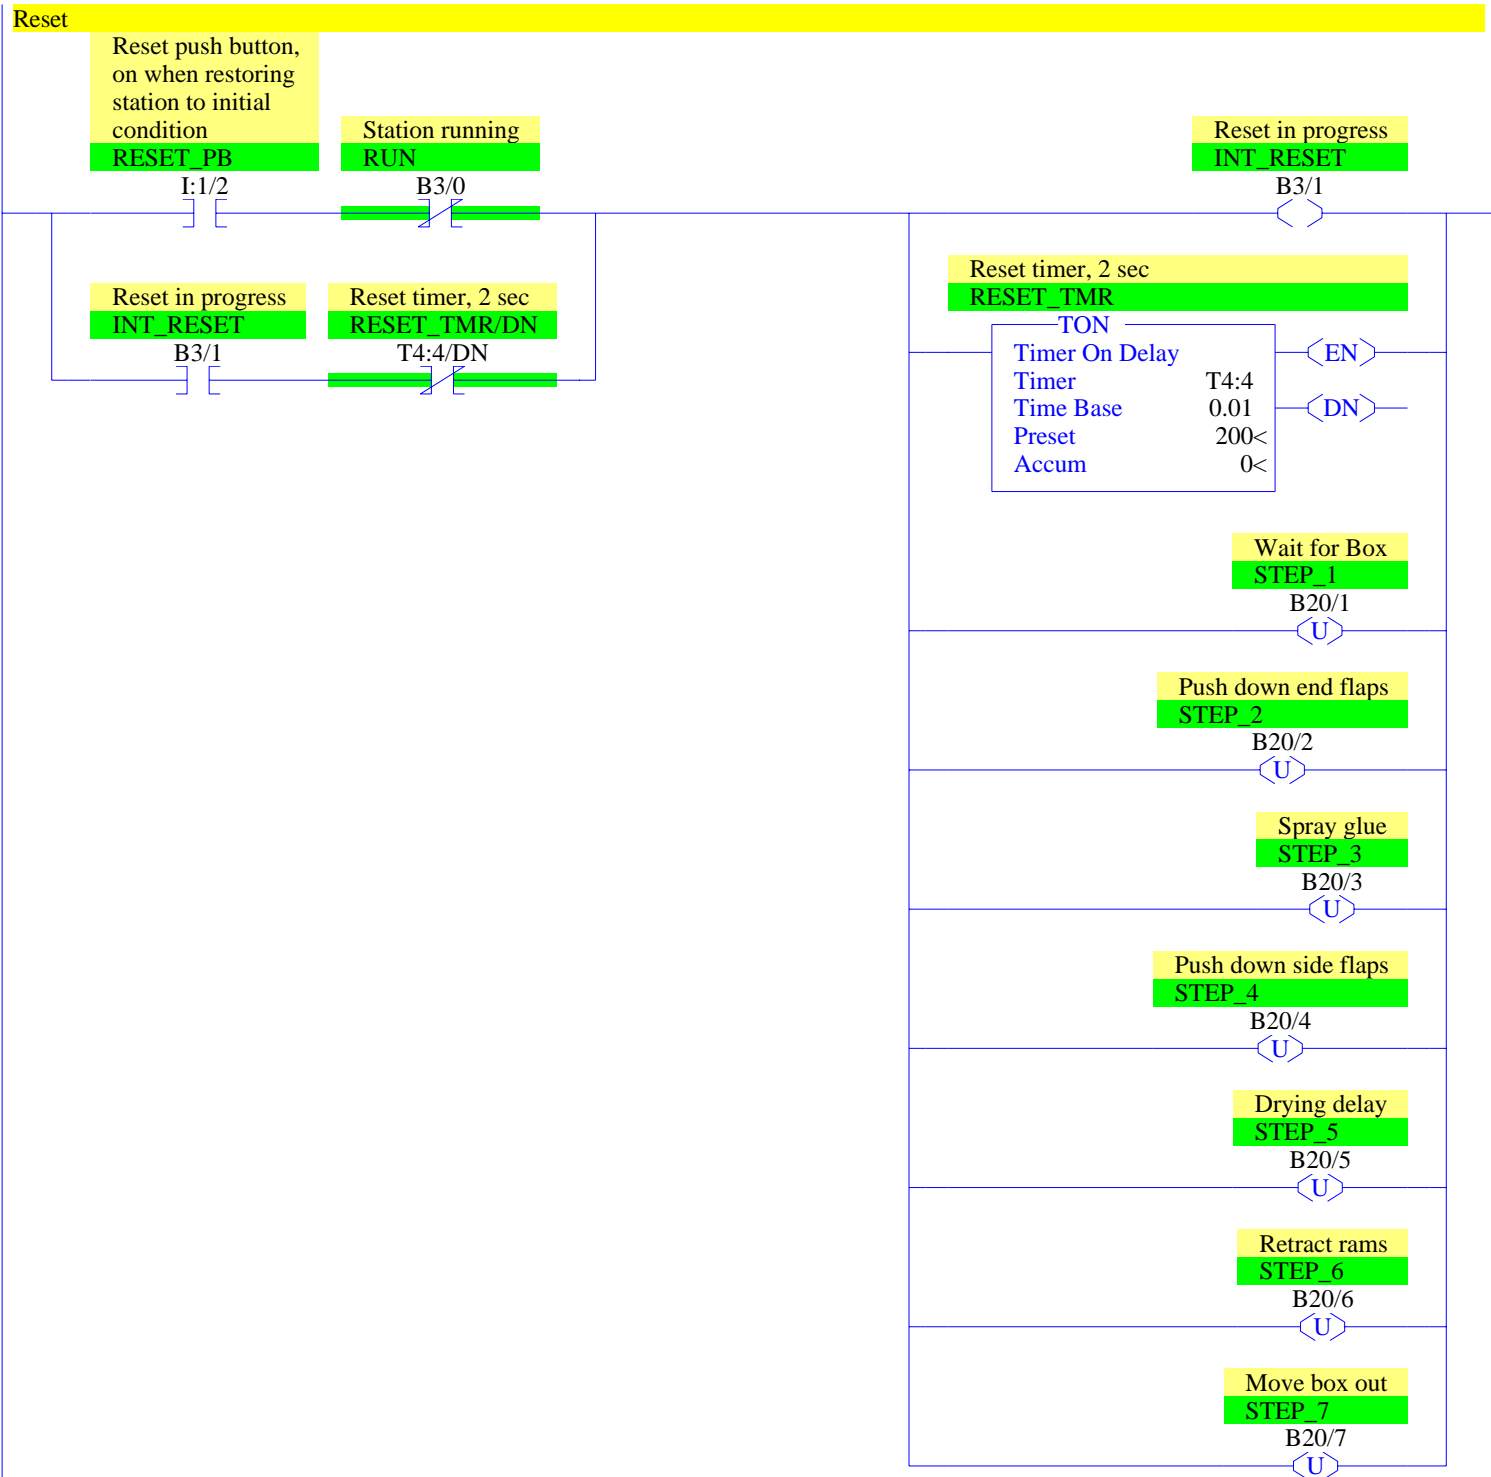 Reset
Reset push button,
on when restoring
station to initial
condition
RESET_PB
I:1/2
Station running
RUN
B3/0
Reset in progress
INT_RESET
B3/1
Reset in progress
INT_RESET
B3/1
Reset timer, 2 sec
RESET_TMR/DN
T4:4/DN
Reset timer, 2 sec
RESET_TMR
TON
Timer On Delay
Timer T4:4
Time Base 0.01
Preset 200<
Accum 0<
EN
DN
Wait for Box
STEP_1
B20/1
U
Push down end flaps
STEP_2
B20/2
U
Spray glue
STEP_3
B20/3
U
Push down side flaps
STEP_4
B20/4
U
Drying delay
STEP_5
B20/5
U
Retract rams
STEP_6
B20/6
U
Move box out
STEP_7
B20/7
U